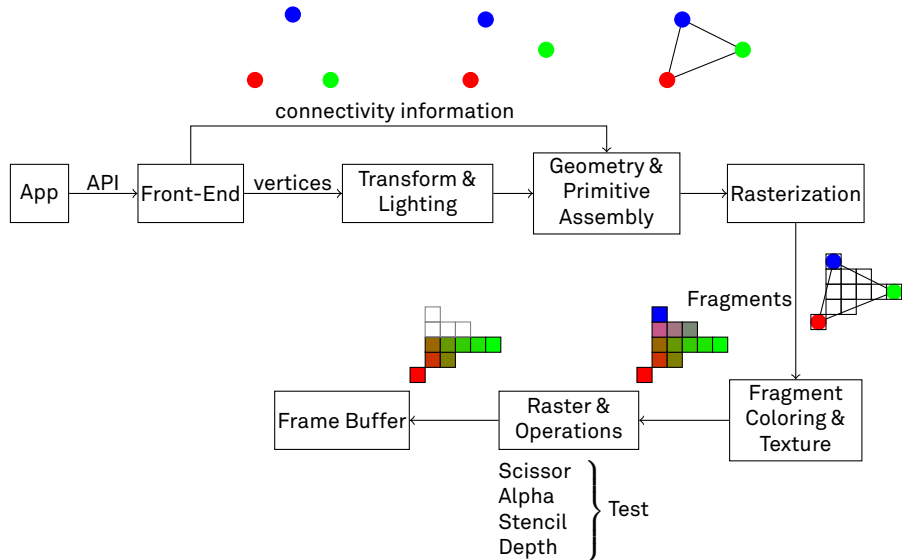 connectivity information
App
API
Front-End
vertices
Transform &
Lighting
Geometry &
Primitive
Assembly
Rasterization
Fragments
Frame Buffer
Raster &
Operations
Fragment
Coloring &
Texture
Scissor
Alpha
Stencil
Depth
Test